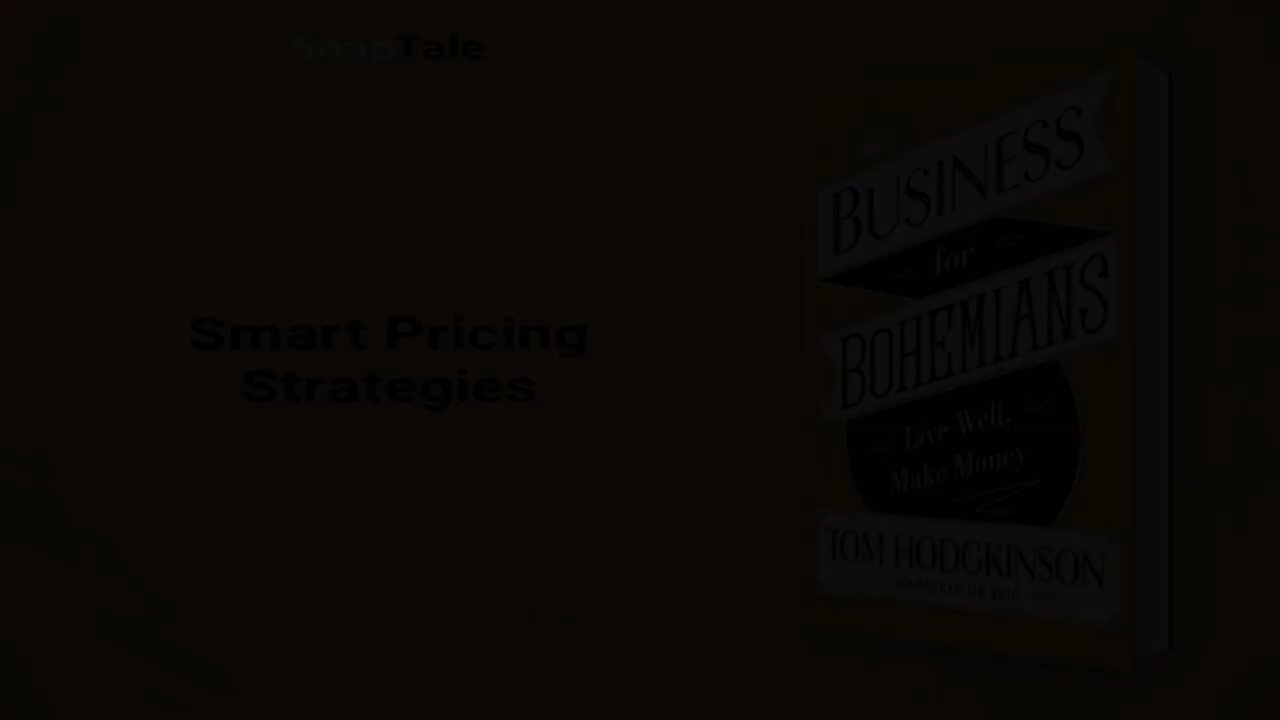 SnapTale
Smart Pricing
Strategies
BUSINESS
for
BOHEMIANS
Live Well,
Make Money
TOM HODGKINSON